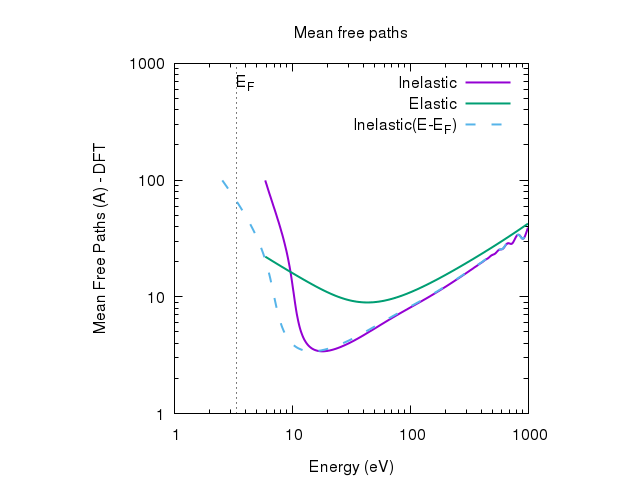 Mean free paths
1000
100
10
1
Mean Free Paths (A) - DFT
E_F
Inelastic
Elastic
Inelastic(E-E_F)
1 10 100 1000
Energy (eV)